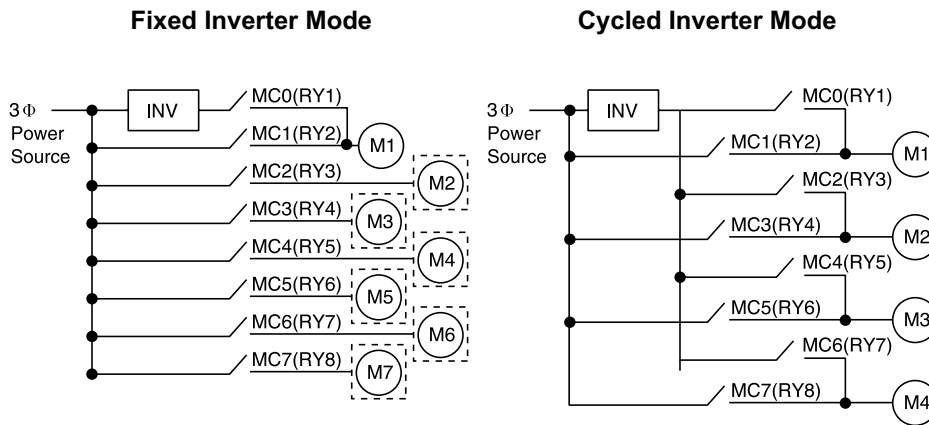 Fixed Inverter Mode
3Φ
Power
Source
INV
MC0(RY1)
MC1(RY2)
M1
MC2(RY3)
M2
MC3(RY4)
M3
MC4(RY5)
M4
MC5(RY6)
M5
MC6(RY7)
M6
MC7(RY8)
M7
Cycled Inverter Mode
3Φ
Power
Source
INV
MC0(RY1)
MC1(RY2)
M1
MC2(RY3)
MC3(RY4)
M2
MC4(RY5)
MC5(RY6)
M3
MC6(RY7)
MC7(RY8)
M4